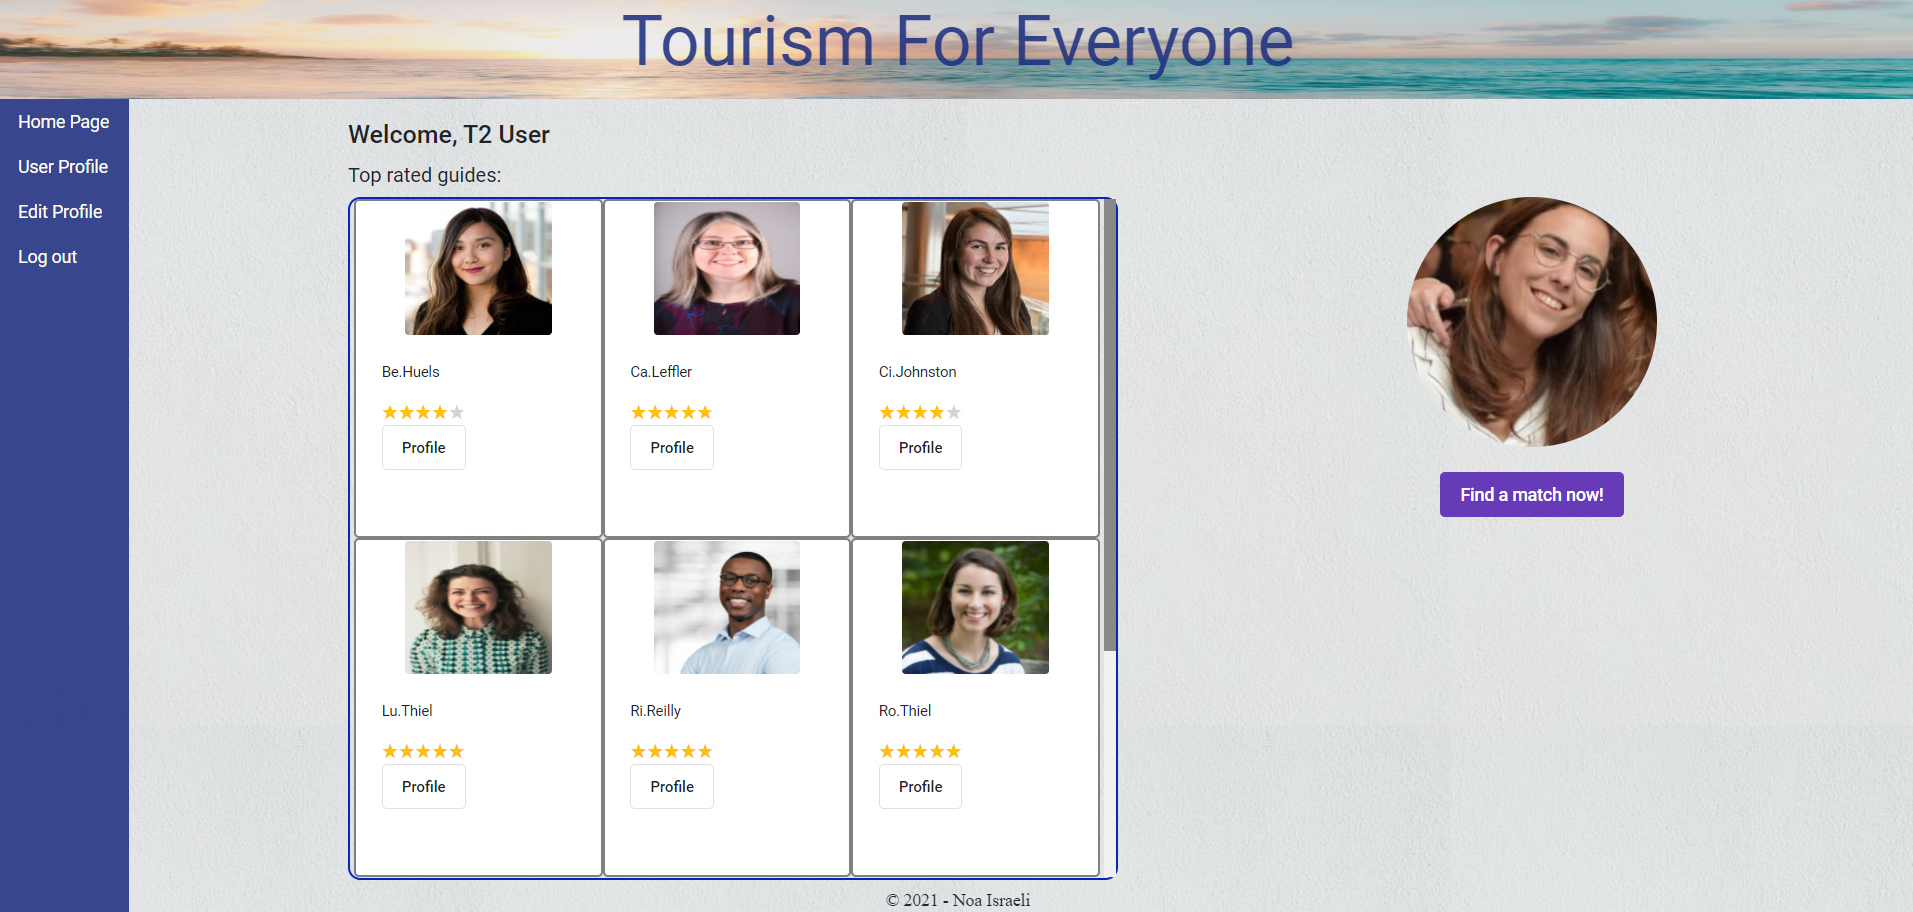 Tourism For Everyone
Home Page
User Profile
Edit Profile
Log out
Welcome, T2 User
Top rated guides:
Be.Huels
Profile
Ca.Leffler
Profile
Ci.Johnston
Profile
Lu.Thiel
Profile
Ri.Reilly
Profile
Ro.Thiel
Profile
Find a match now!
© 2021 - Noa Israeli